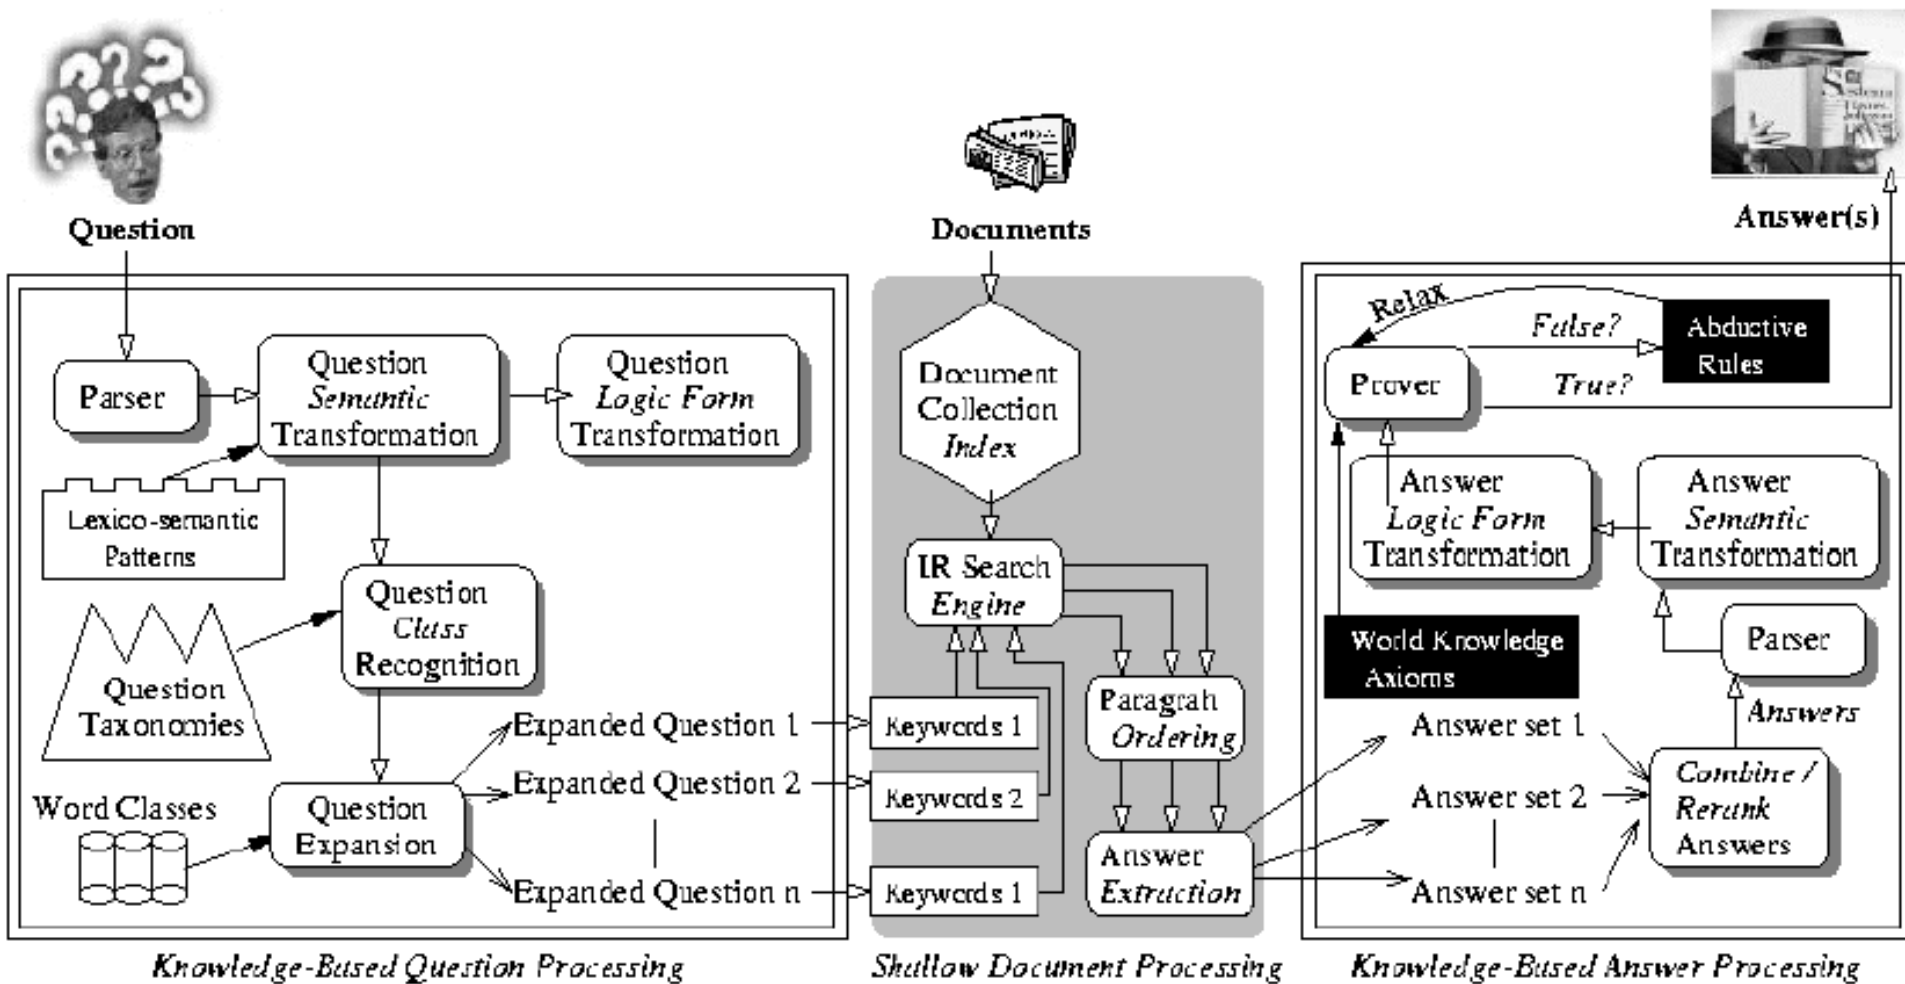 Question
Documents
Answer(s)
Parser
Question
Semantic
Transformation
Question
Logic Form
Transformation
Lexico-semantic
Patterns
Question
Class
Recognition
Question
Taxonomies
Word Classes
Question
Expansion
Expanded Question 1
Expanded Question 2
Expanded Question n
Knowledge-Based Question Processing
Document
Collection
Index
IR Search
Engine
Keywords 1
Keywords 2
Keywords 1
Paragrah
Ordering
Answer
Extraction
Shallow Document Processing
Relax
False?
Abductive
Rules
Prover
True?
Answer
Logic Form
Transformation
Answer
Semantic
Transformation
World Knowledge
Axioms
Parser
Answers
Answer set 1
Answer set 2
Answer set n
Combine /
Rerank
Answers
Knowledge-Based Answer Processing